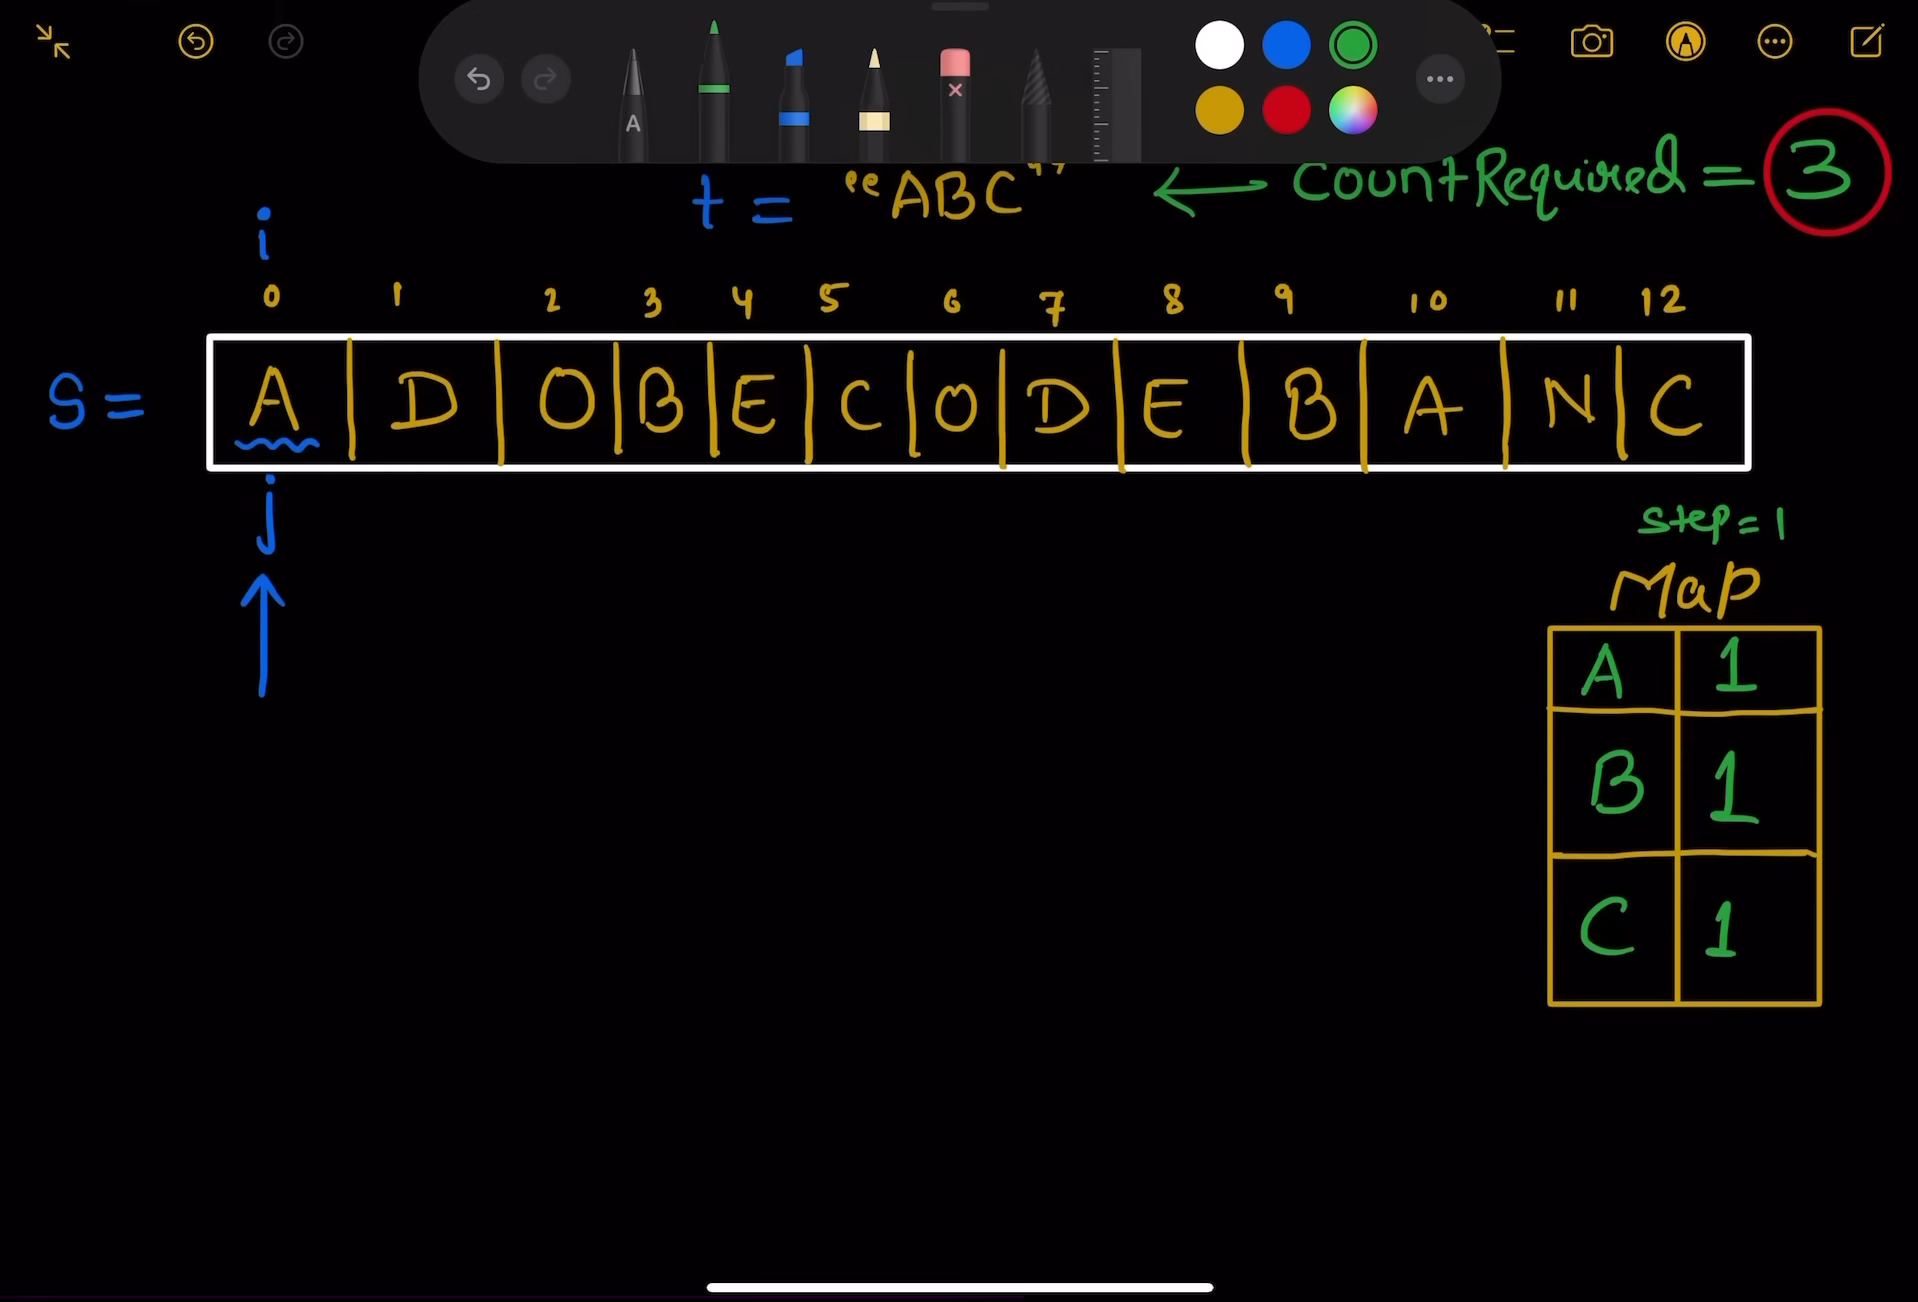 A
t = "ABC" ← CountRequired = 3
i
0 1 2 3 4 5 6 7 8 9 10 11 12
S = A D O B E C O D E B A N C
j
Step = 1
Map
A 1
B 1
C 1